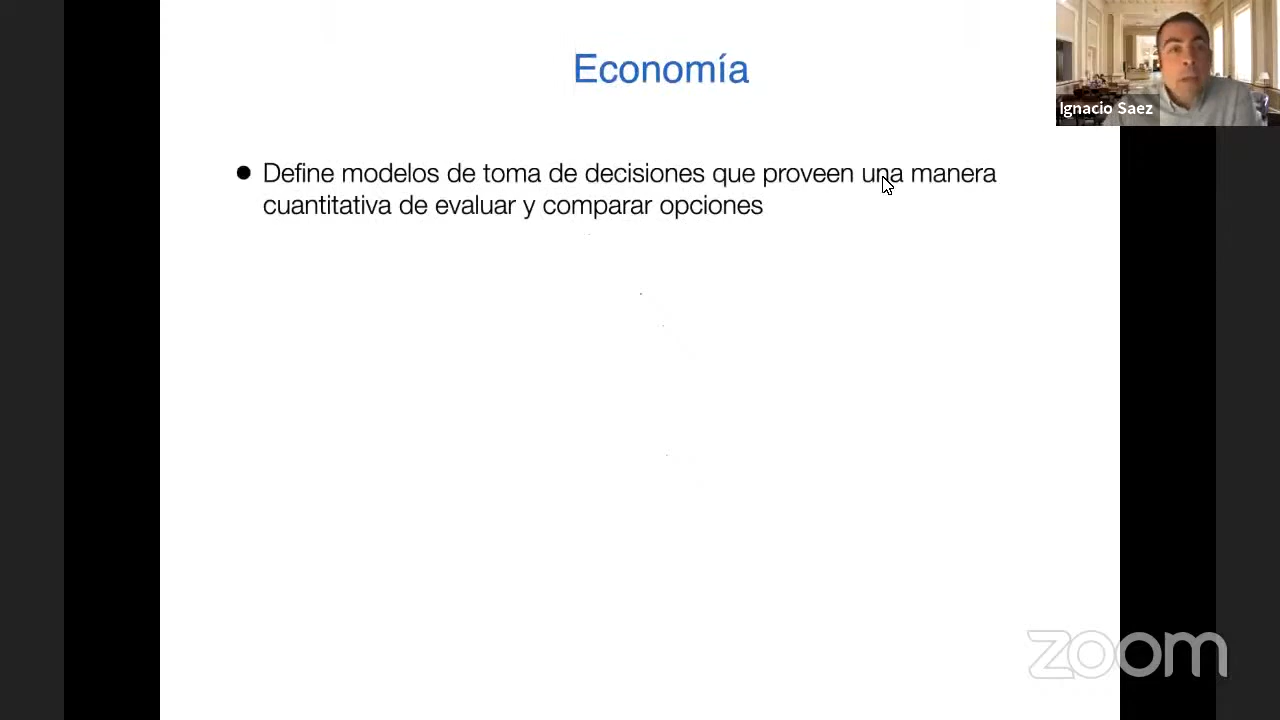 Economía
Ignacio Saez
● Define modelos de toma de decisiones que proveen una manera
cuantitativa de evaluar y comparar opciones
zoom